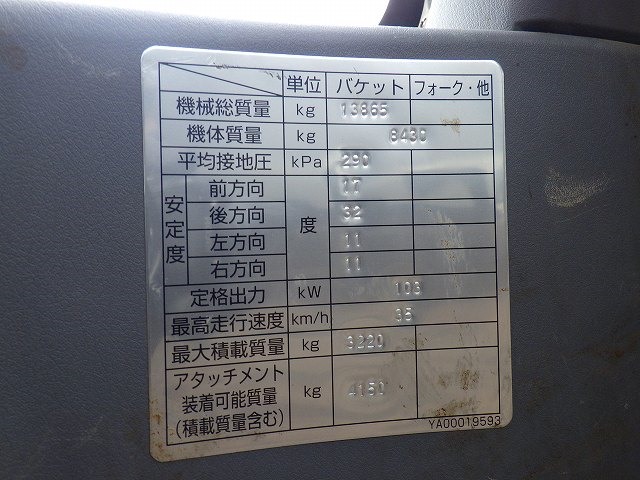 単位 バケット フォーク・他
機械総質量 kg 13865
機体質量 kg 8430
平均接地圧 kPa 290
安定度 前方向 度 17
後方向 32
左方向 11
右方向 11
定格出力 kW 103
最高走行速度 km/h 35
最大積載質量 kg 3220
アタッチメント
装着可能質量 kg 4150
(積載質量含む)
YA00019593